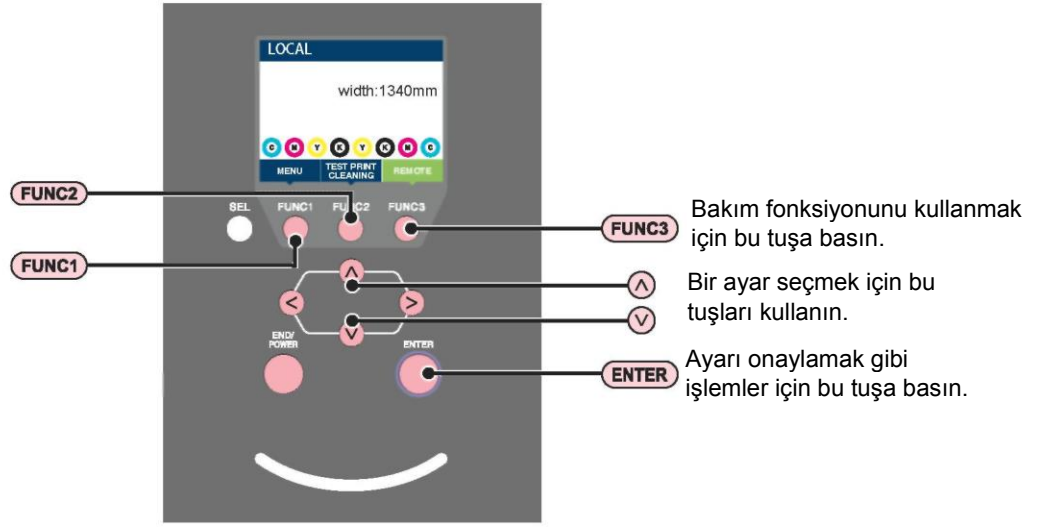 LOCAL
width:1340mm
C M Y K Y K M C
MENU TEST PRINT CLEANING REMOTE
SEL FUNC1 FUNC2 FUNC3
FUNC2
FUNC1
FUNC3
Bakım fonksiyonunu kullanmak
için bu tuşa basın.
Bir ayar seçmek için bu
tuşları kullanın.
END/
POWER
ENTER
ENTER
Ayarı onaylamak gibi
işlemler için bu tuşa basın.